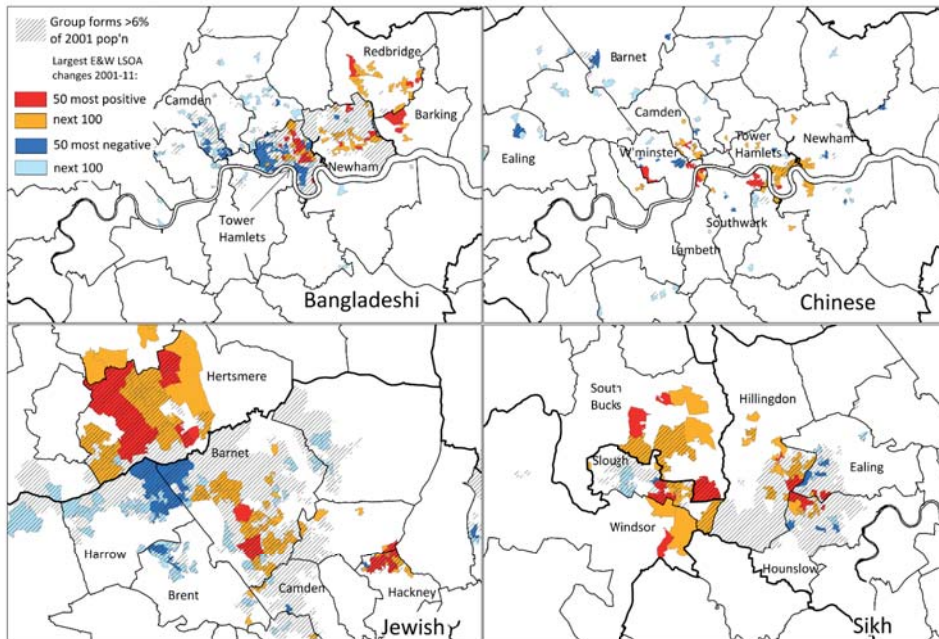 Group forms >6%
of 2001 pop'n
Largest E&W LSOA
changes 2001-11:
50 most positive
next 100
50 most negative
next 100
Redbridge
Camden
Barking
Newham
Tower
Hamlets
Bangladeshi
Barnet
Camden
Ealing
W'minster
Tower
Hamlets
Newham
Southwark
Lambeth
Chinese
Hertsmere
Barnet
Harrow
Brent
Camden
Hackney
Jewish
South
Bucks
Hillingdon
Slough
Ealing
Windsor
Hounslow
Sikh